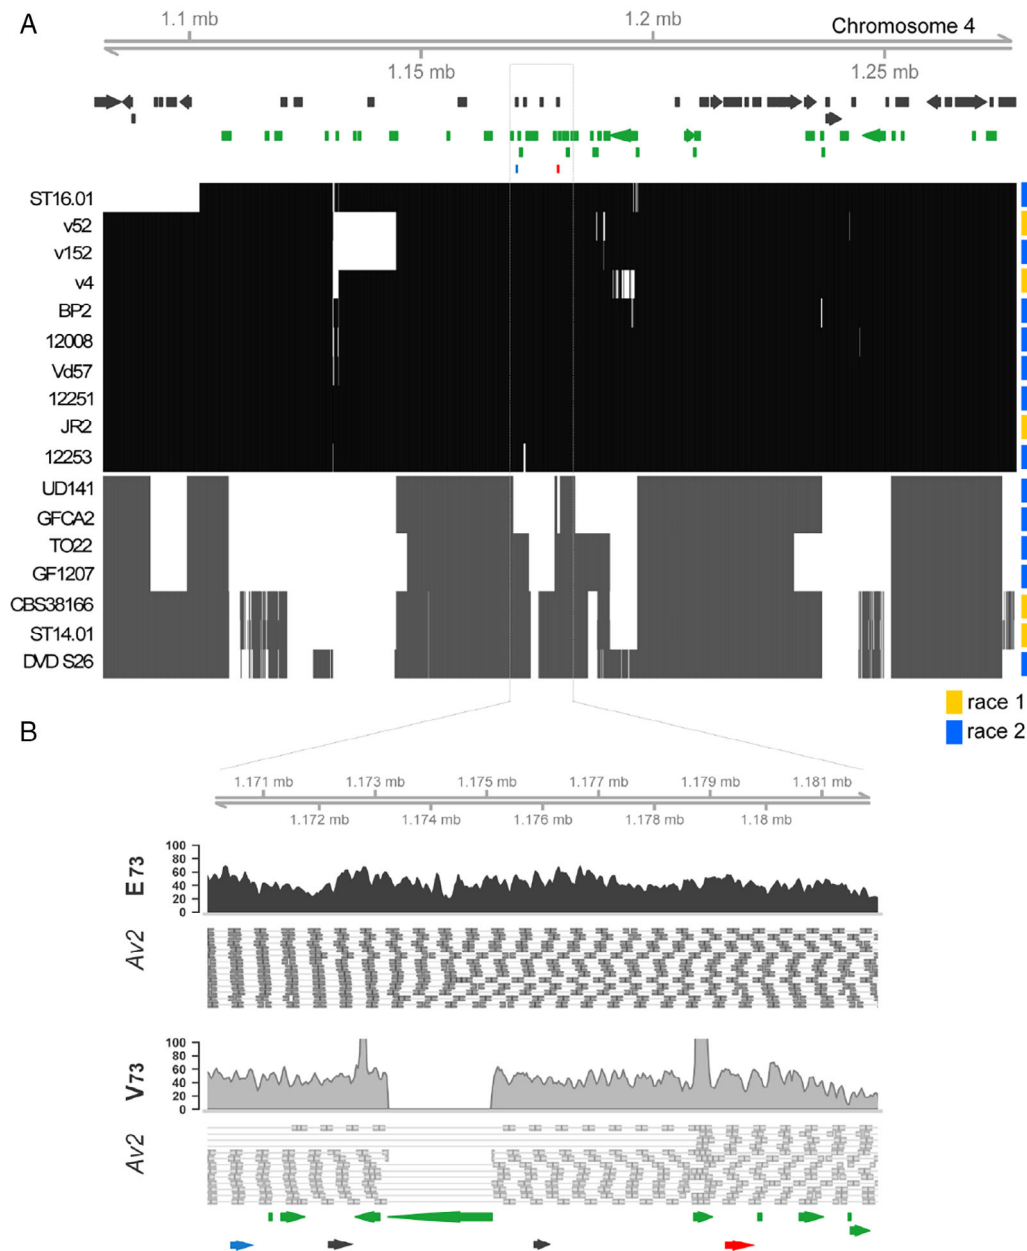 A
1.1 mb 1.2 mb Chromosome 4
1.15 mb 1.25 mb
ST16.01
v52
v152
v4
BP2
12008
Vd57
12251
JR2
12253
UD141
GFCA2
TO22
GF1207
CBS38166
ST14.01
DVD S26
race 1
race 2
B
1.171 mb 1.173 mb 1.175 mb 1.177 mb 1.179 mb 1.181 mb
1.172 mb 1.174 mb 1.176 mb 1.178 mb 1.18 mb
E73
100
80
60
40
20
0
Av2
V73
100
80
60
40
20
0
Av2